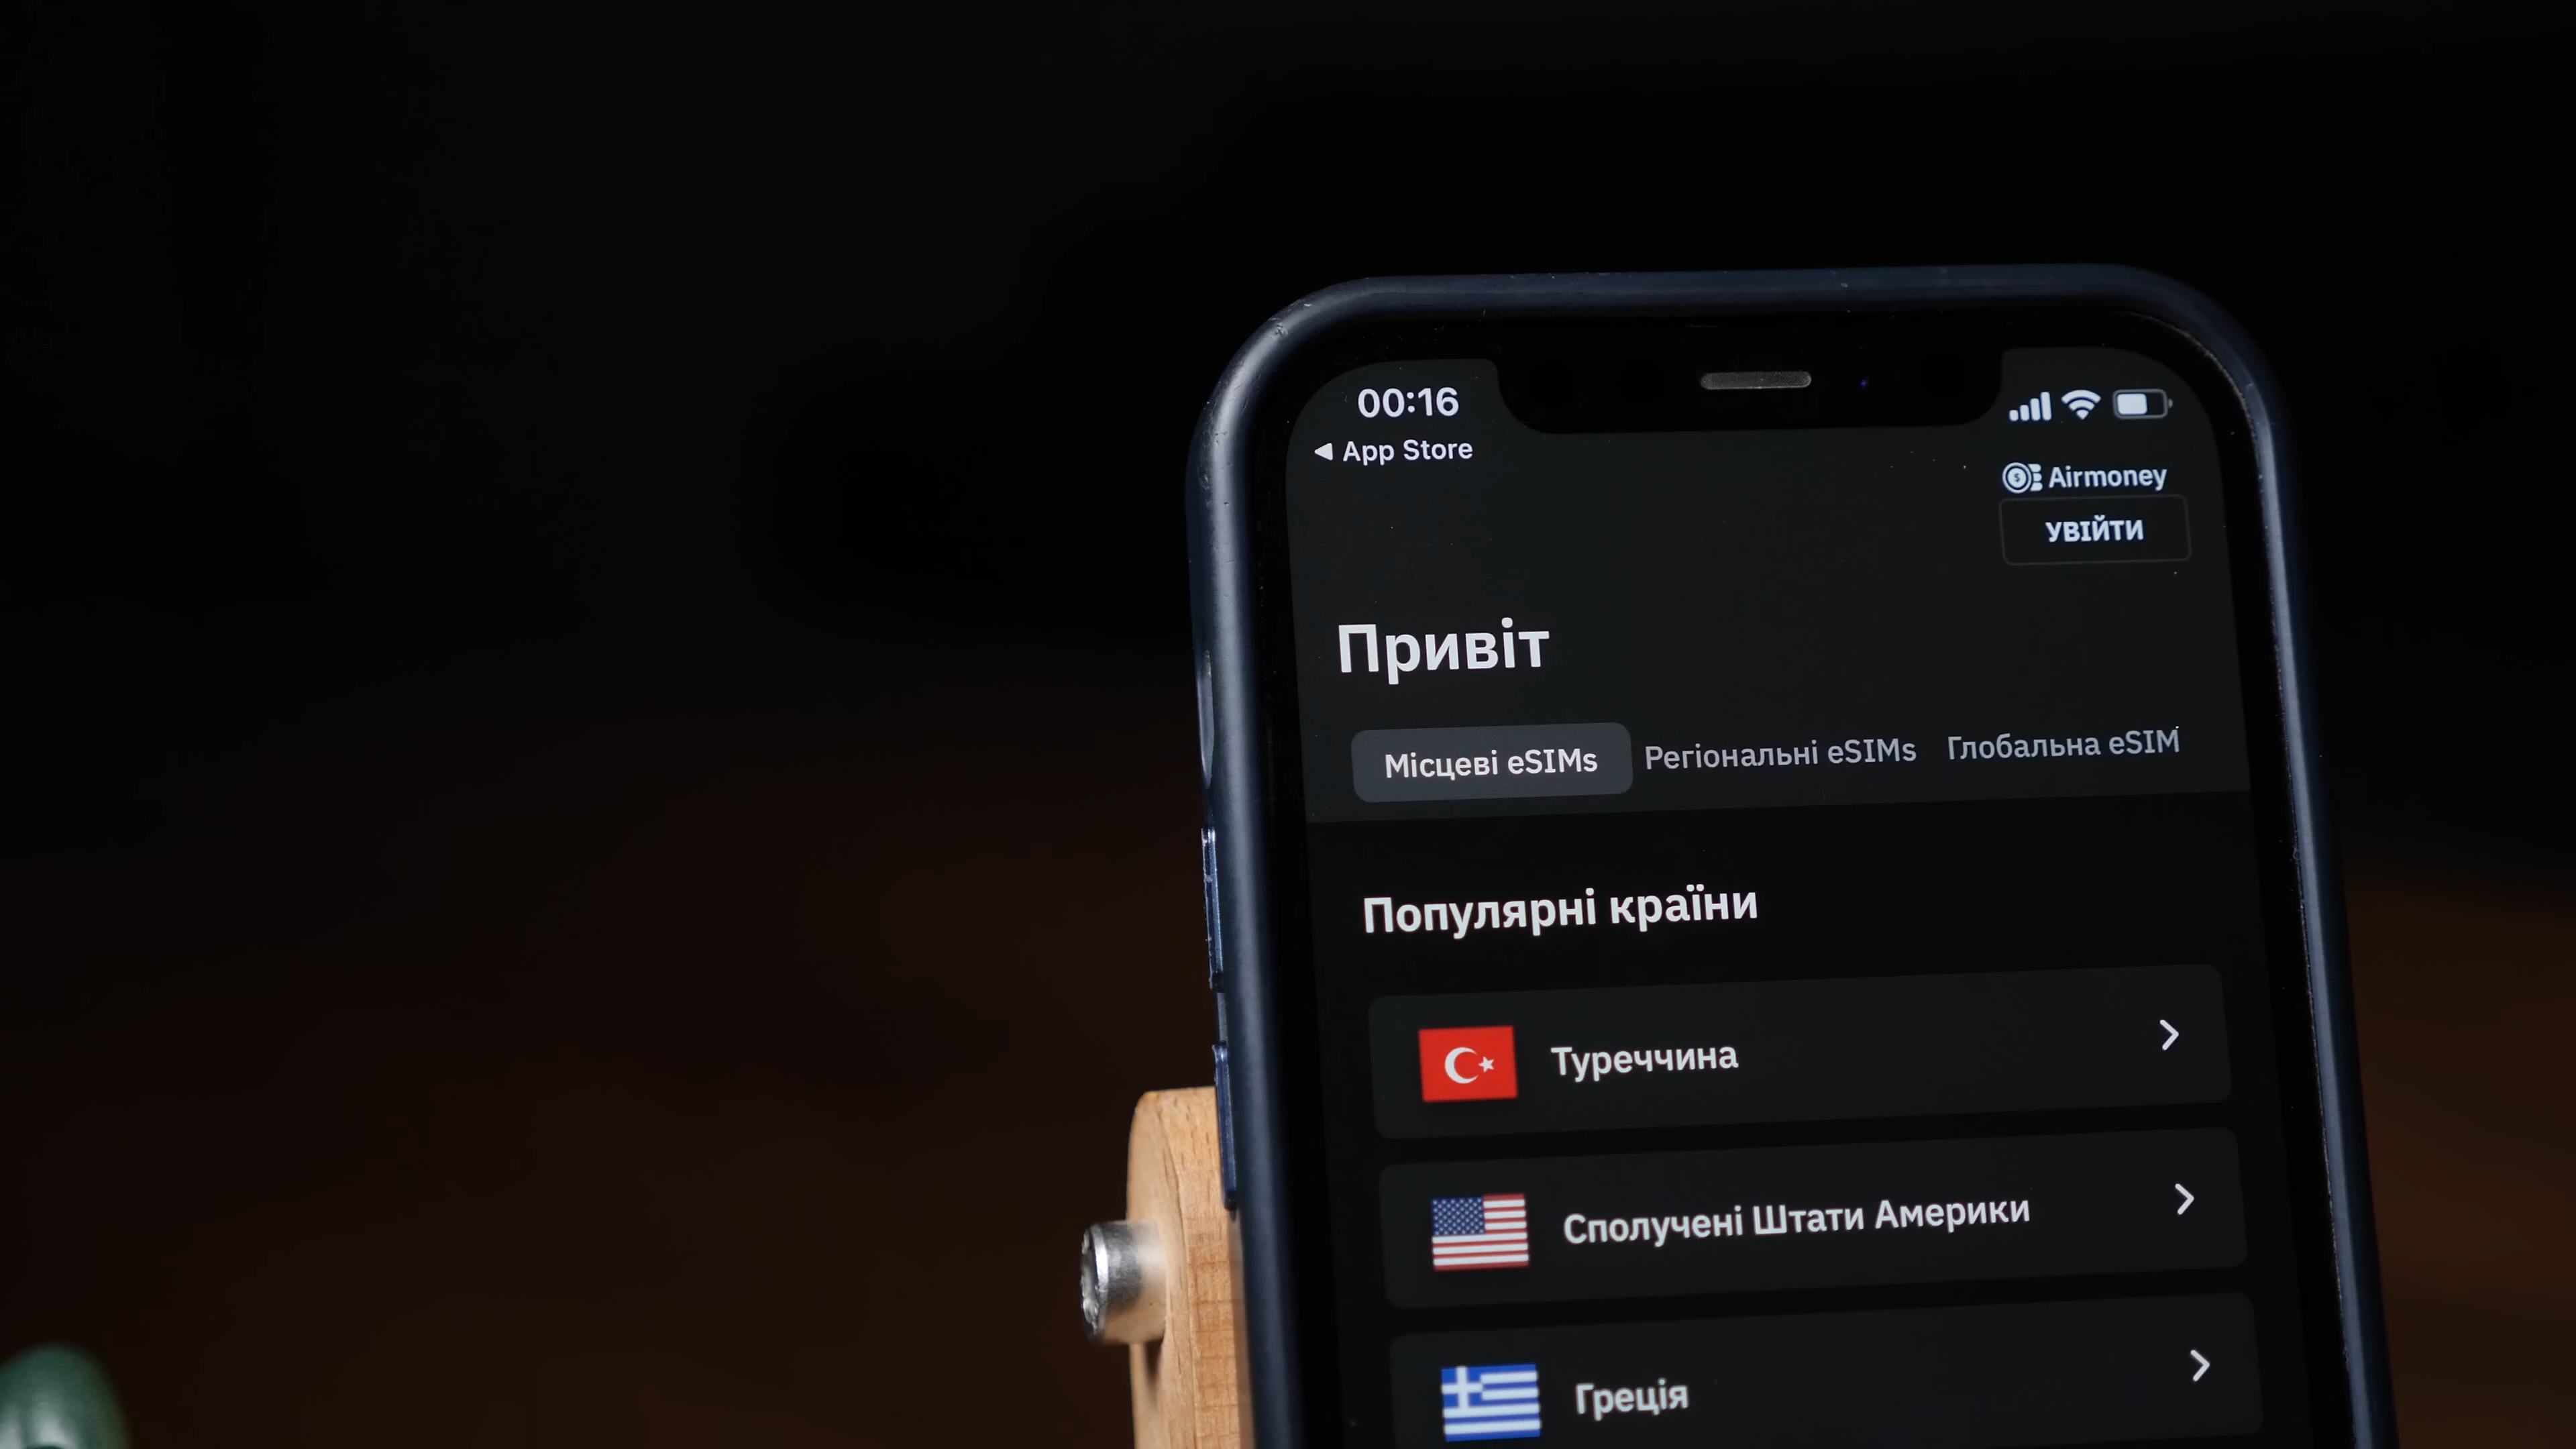 00:16
App Store
Airmoney
УВІЙТИ
Привіт
Місцеві eSIMs Регіональні eSIMs Глобальна eSIM
Популярні країни
Туреччина
Сполучені Штати Америки
Греція